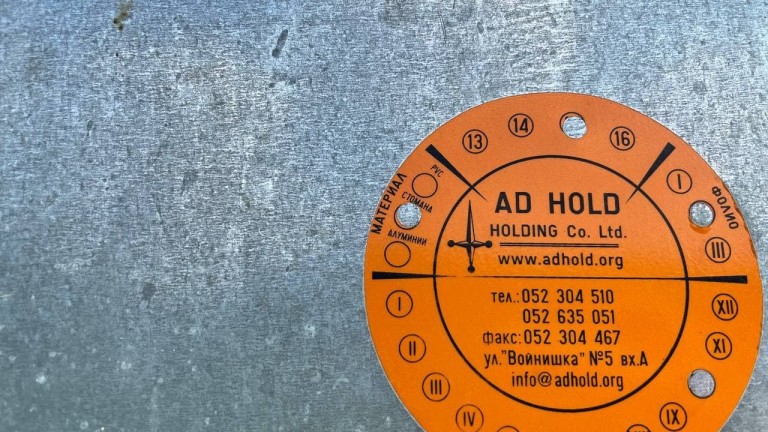 AD HOLD
HOLDING Co. Ltd.
www.adhold.org
тел.: 052 304 510
052 635 051
факс: 052 304 467
ул."Войнишка" №5 вх.А
info@adhold.org
МАТЕРИАЛ
PVC
СТОМАНА
АЛУМИНИЙ
13
14
16
ФОЛИО
I
III
XII
XI
IX
I
II
III
IV